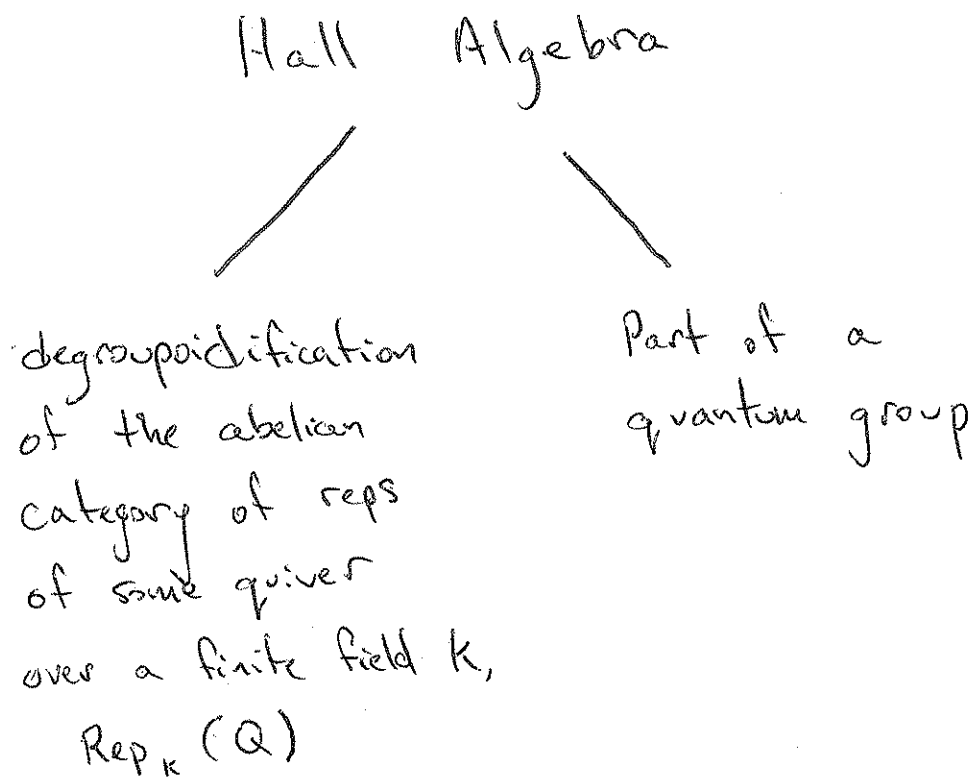 Hall Algebra
degroupoidification
of the abelian
category of reps
of some quiver
over a finite field k,
Rep_k (Q)
Part of a
quantum group